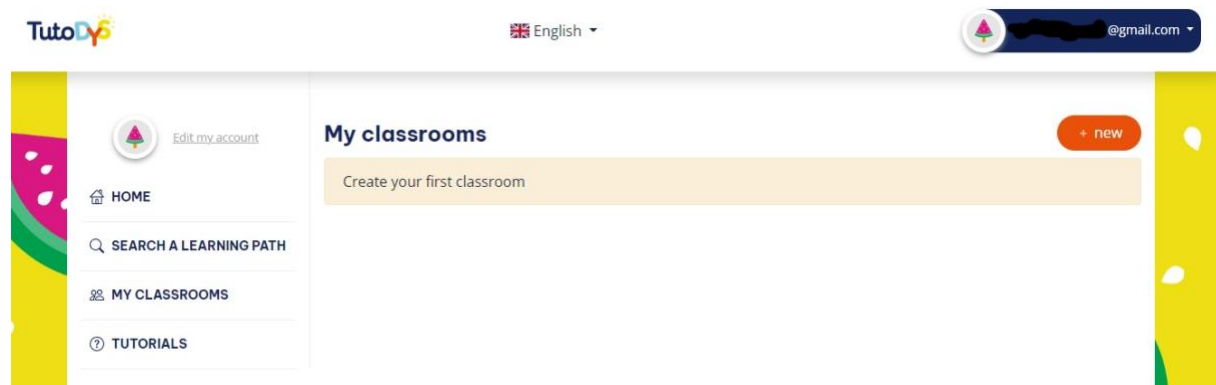 TutoDys
English
@gmail.com
Edit my account
My classrooms
+ new
Create your first classroom
HOME
SEARCH A LEARNING PATH
MY CLASSROOMS
TUTORIALS